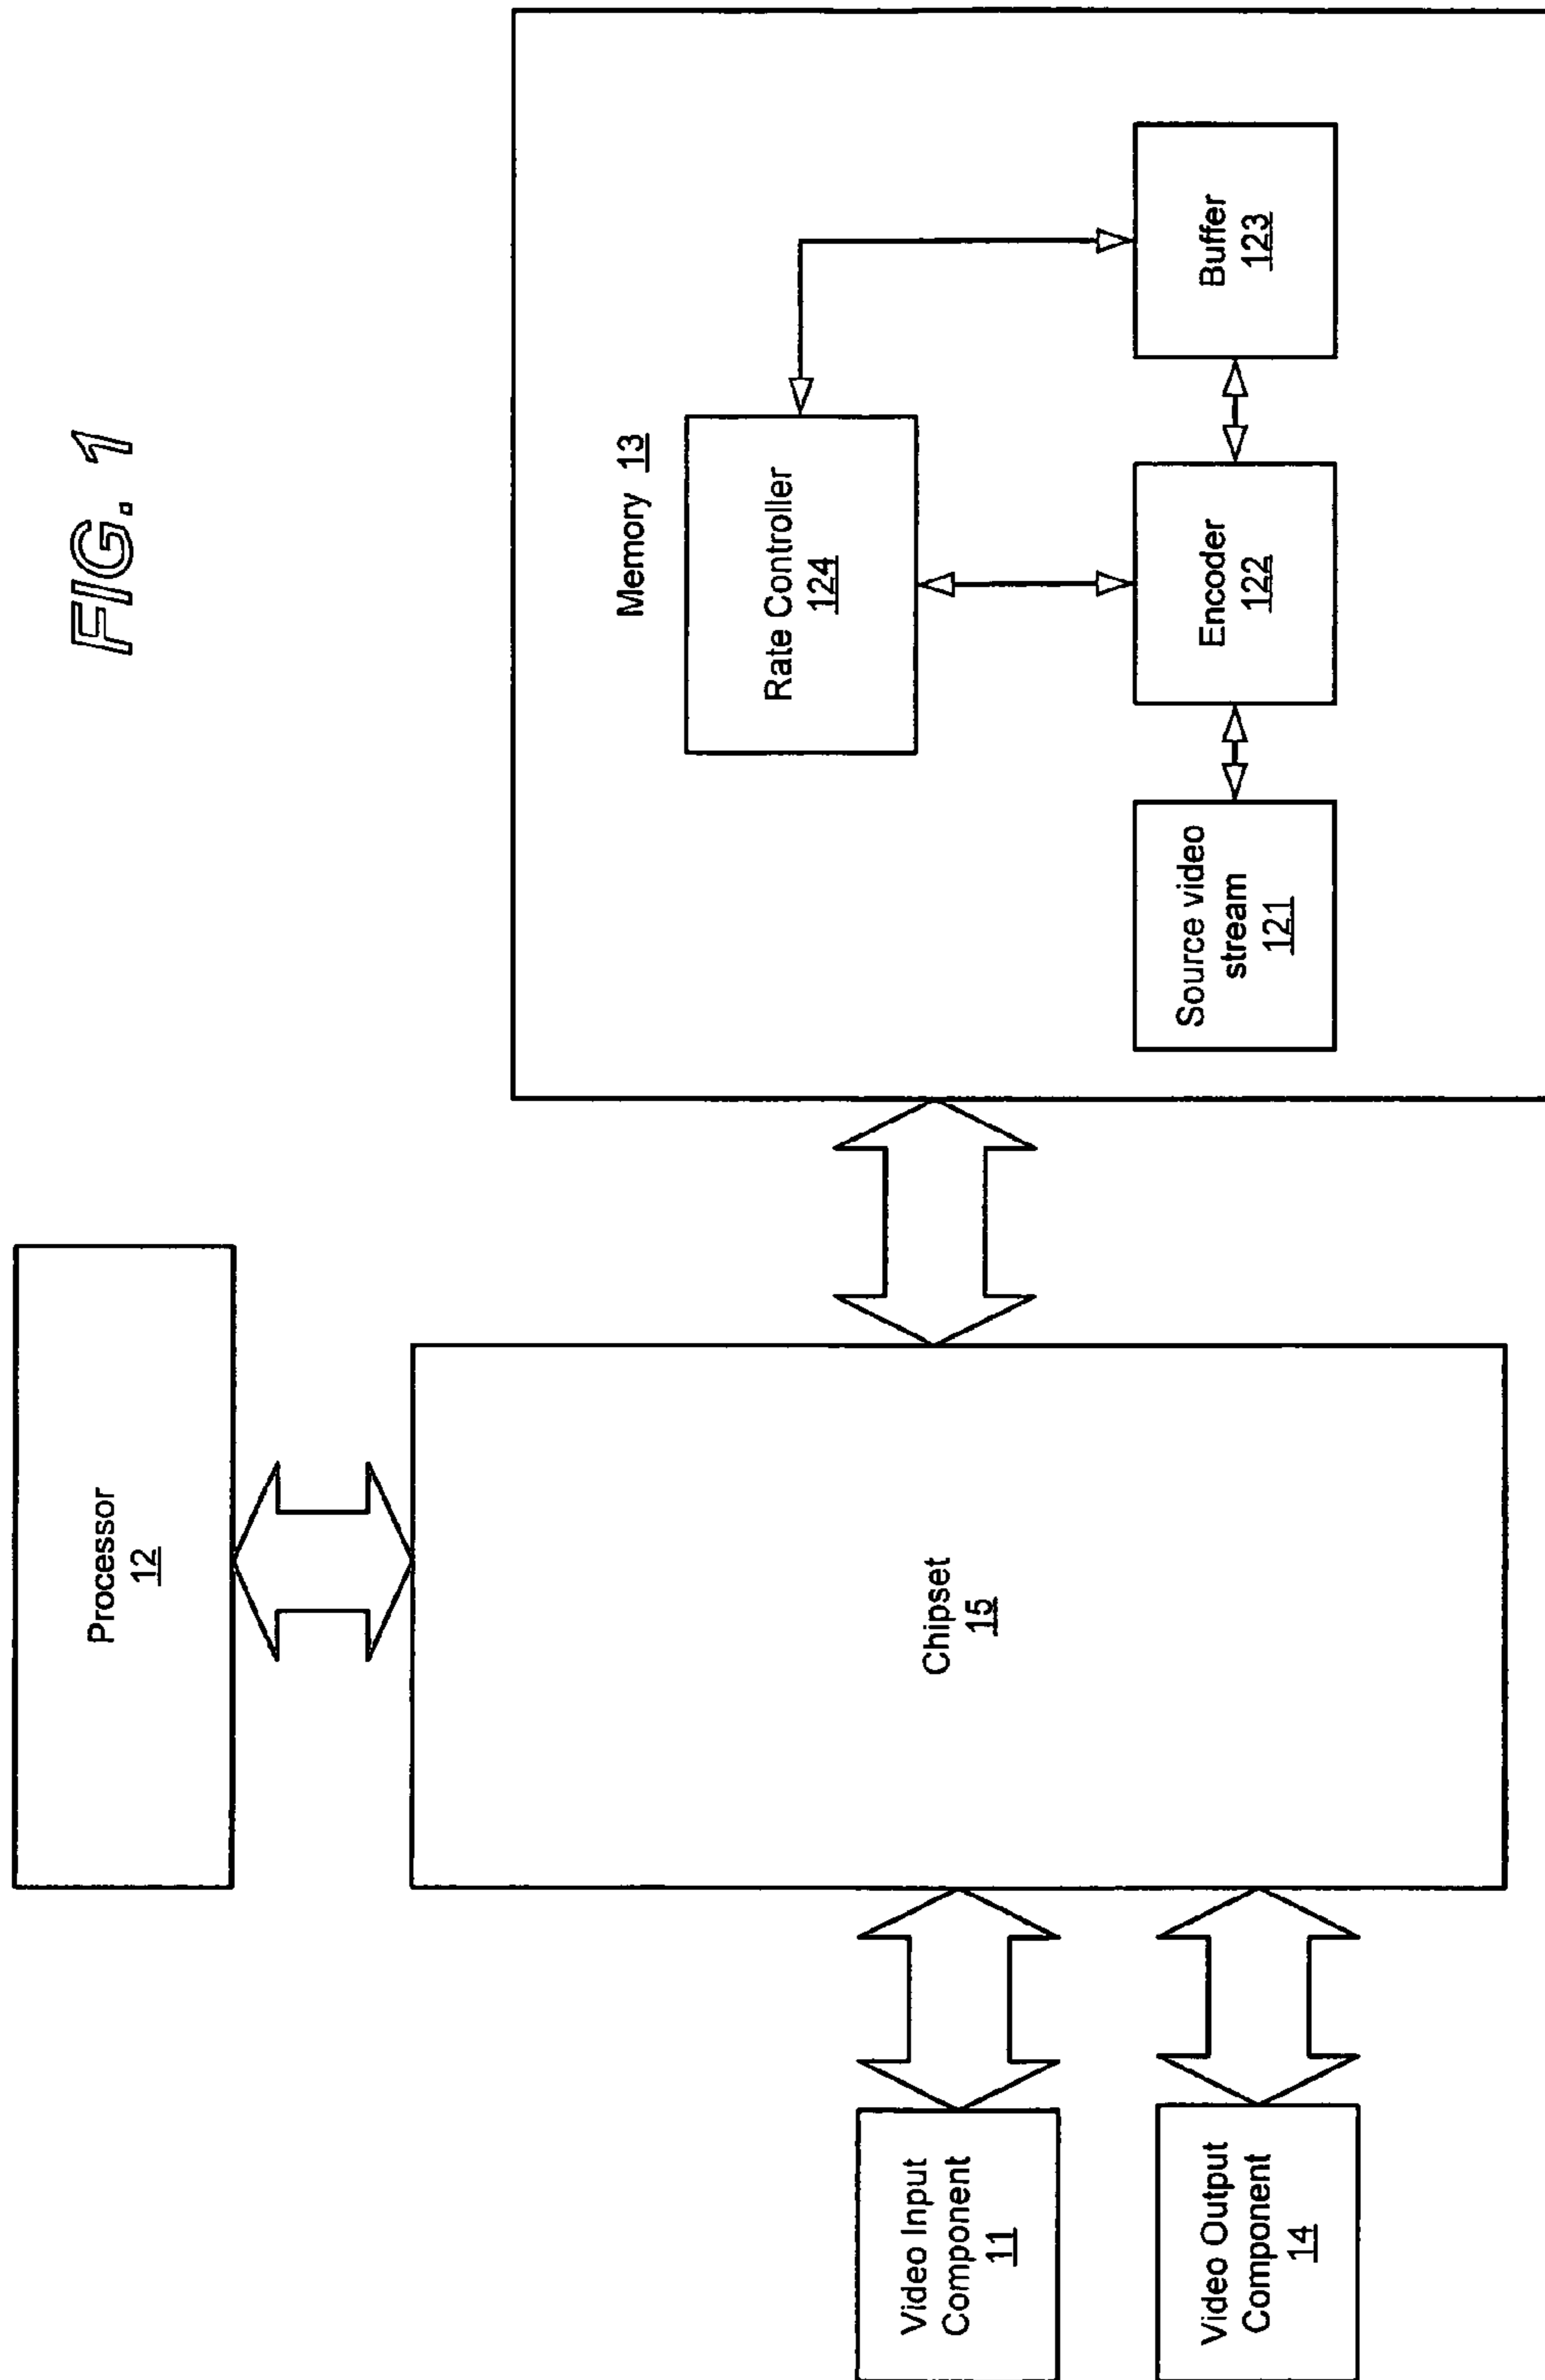 FIG. 1
Processor
12
Memory 13
Rate Controller
124
Video Input
Component
11
Video Output
Component
14
Chipset
15
Source video
stream
121
Encoder
122
Buffer
123